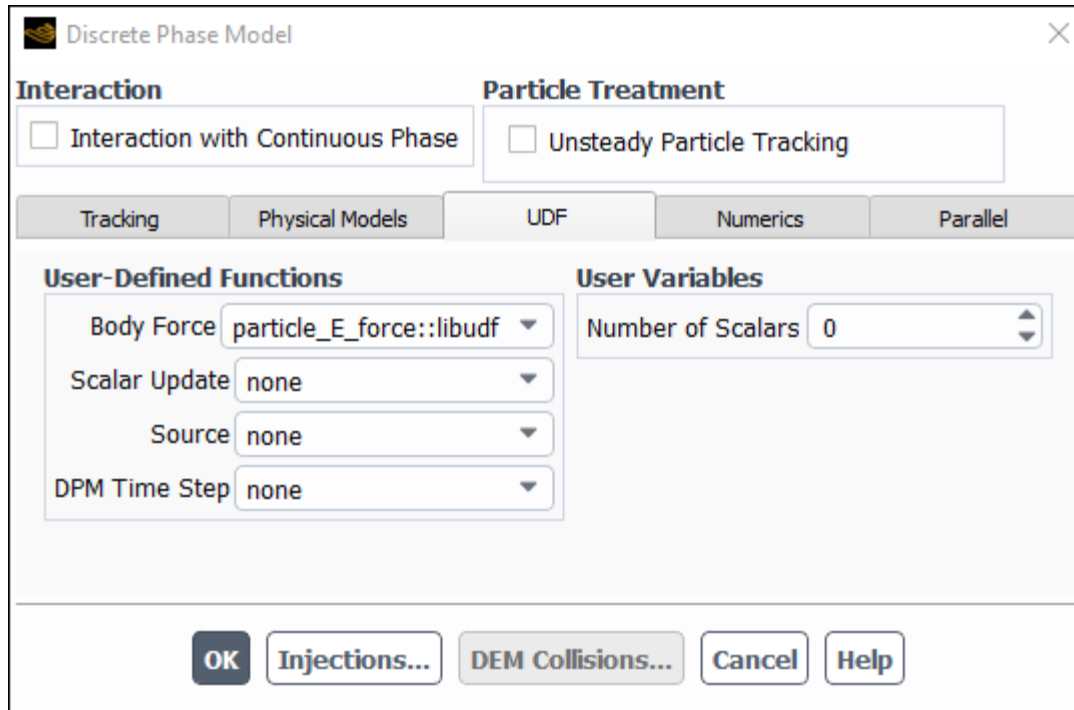 Discrete Phase Model
Interaction
Interaction with Continuous Phase
Particle Treatment
Unsteady Particle Tracking
Tracking Physical Models UDF Numerics Parallel
User-Defined Functions
Body Force particle_E_force::libudf
Scalar Update none
Source none
DPM Time Step none
User Variables
Number of Scalars 0
OK Injections... DEM Collisions... Cancel Help